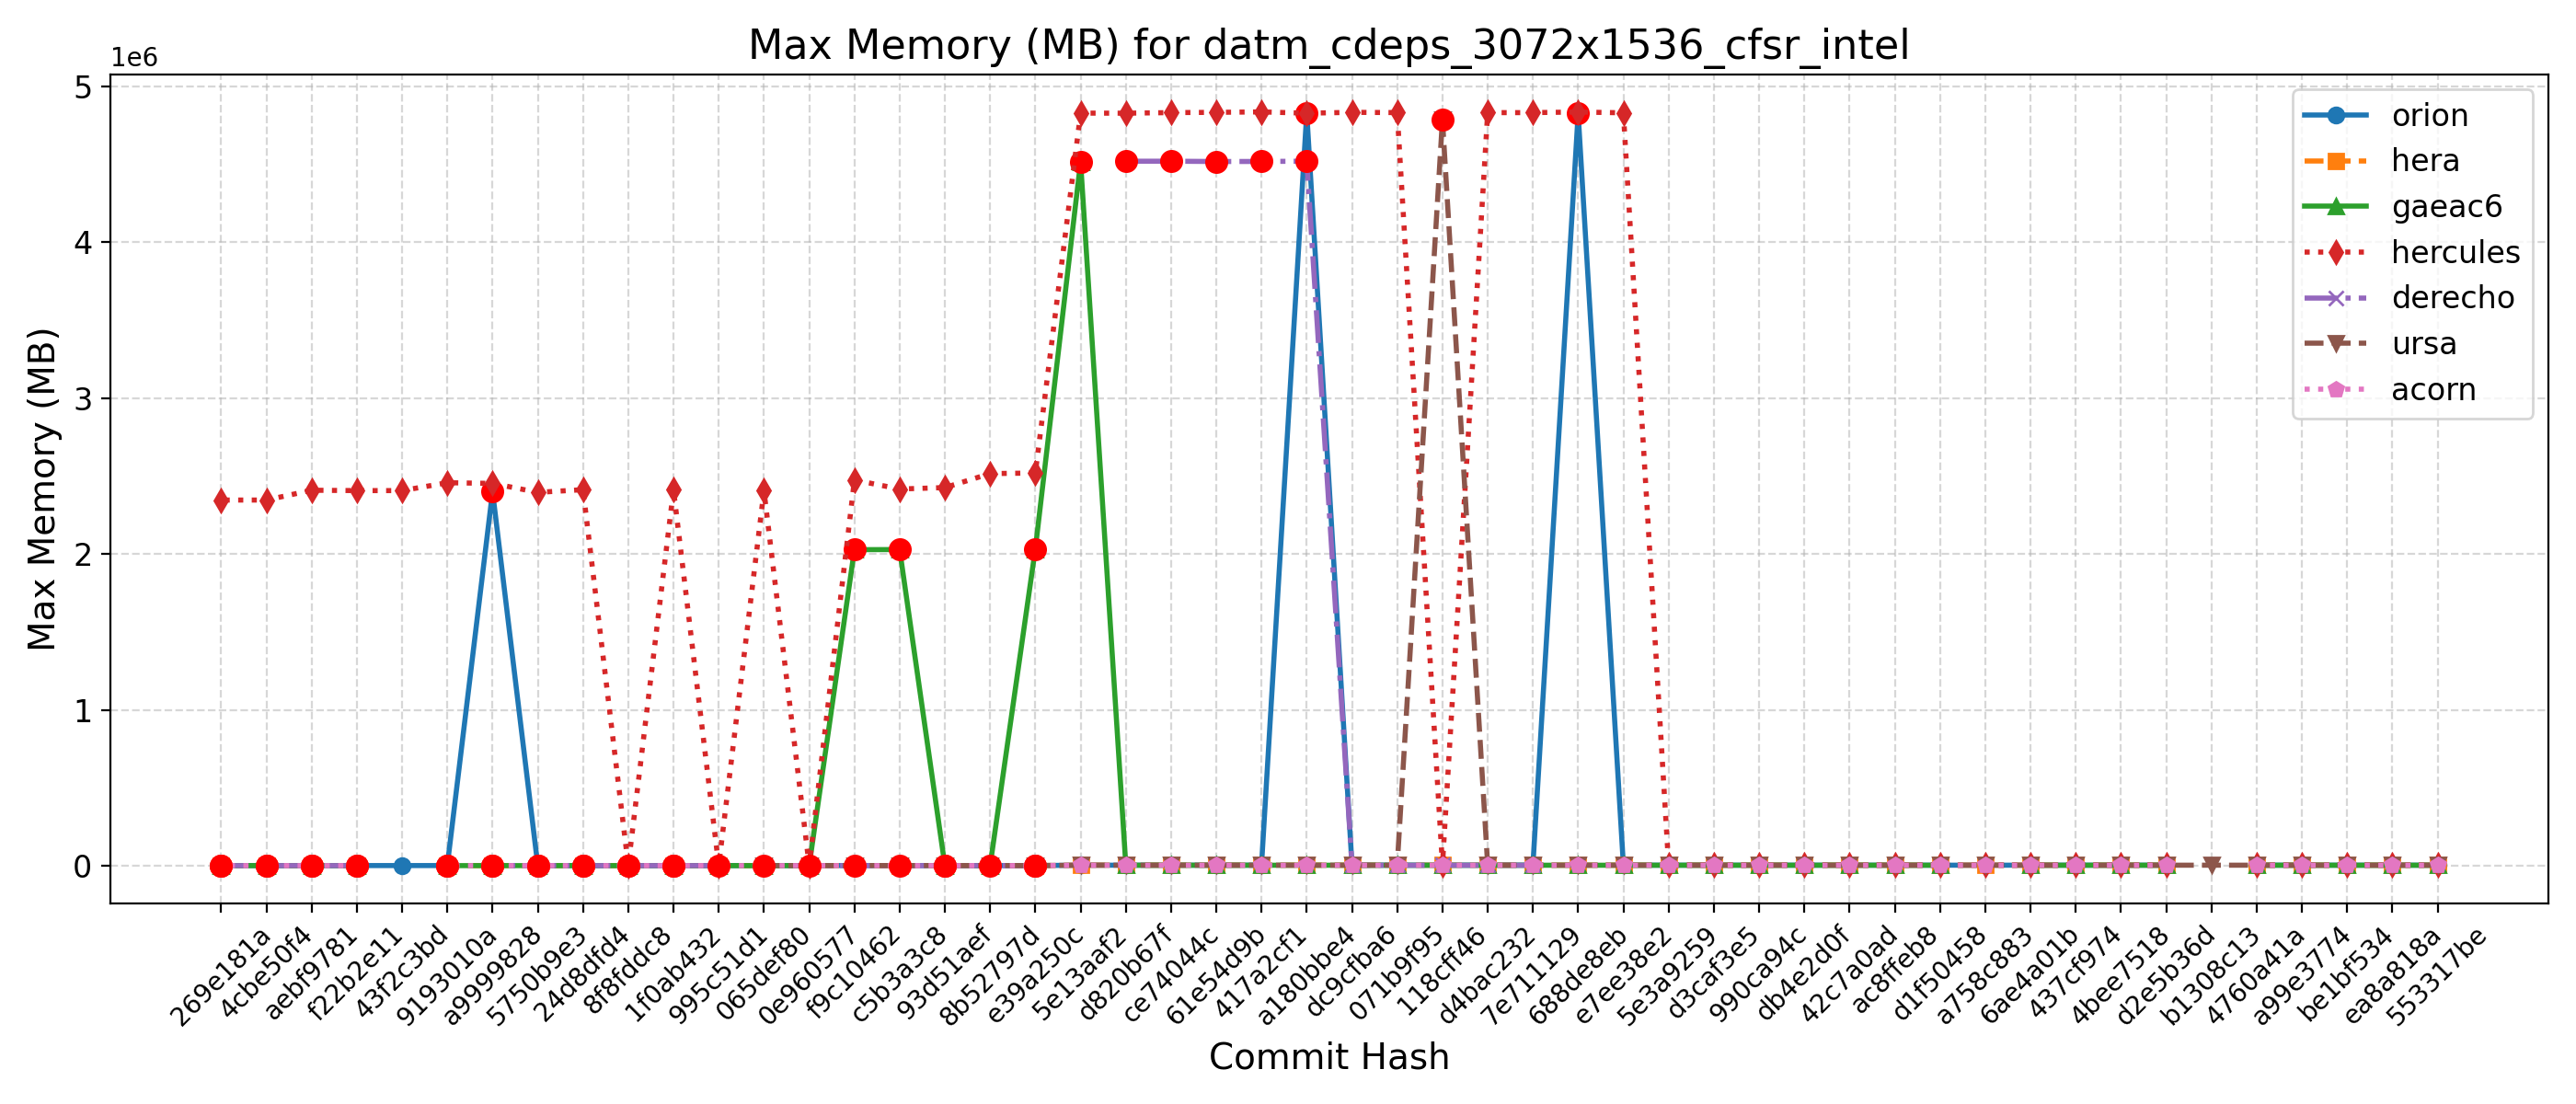 Max Memory (MB) for datm_cdeps_3072x1536_cfsr_intel
1e6
5
4
3
2
1
0
Max Memory (MB)
orion
hera
gaeac6
hercules
derecho
ursa
acorn
269e181a
4cbe50f4
aebf9781
f22b2e11
43f2c3bd
9193010a
a9999828
5750b9e3
24d8dfd4
8f8fddc8
1f0ab432
995c51d1
065def80
0e960577
f9c10462
c5b3a3c8
93d51aef
8b52797d
e39a250c
5e13aaf2
d820b67f
ce74044c
61e54d9b
417a2cf1
a180bbe4
dc9cfba6
071b9f95
118cff46
d4bac232
7e711129
688de8eb
e7ee38e2
5e3a9259
d3caf3e5
990ca94c
db4e2d0f
42c7a0ad
ac8ffeb8
d1f50458
a758c883
6ae4a01b
437cf974
4bee7518
d2e5b36d
b1308c13
4760a41a
a99e3774
be1bf534
ea8a818a
553317be
Commit Hash